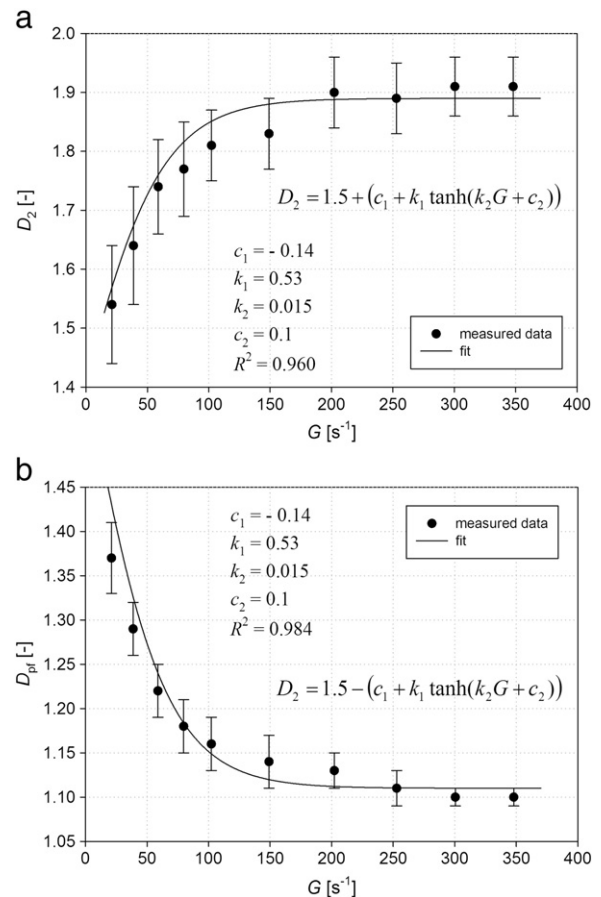 a
2.0
1.9
1.8
1.7
1.6
1.5
1.4
D₂ [-]
D₂ = 1.5 + (c₁ + k₁ tanh(k₂G + c₂))
c₁ = - 0.14
k₁ = 0.53
k₂ = 0.015
c₂ = 0.1
R² = 0.960
measured data
fit
0 50 100 150 200 250 300 350 400
G [s⁻¹]
b
1.45
1.40
1.35
1.30
1.25
1.20
1.15
1.10
1.05
D_pf [-]
c₁ = - 0.14
k₁ = 0.53
k₂ = 0.015
c₂ = 0.1
R² = 0.984
measured data
fit
D₂ = 1.5 − (c₁ + k₁ tanh(k₂G + c₂))
0 50 100 150 200 250 300 350 400
G [s⁻¹]